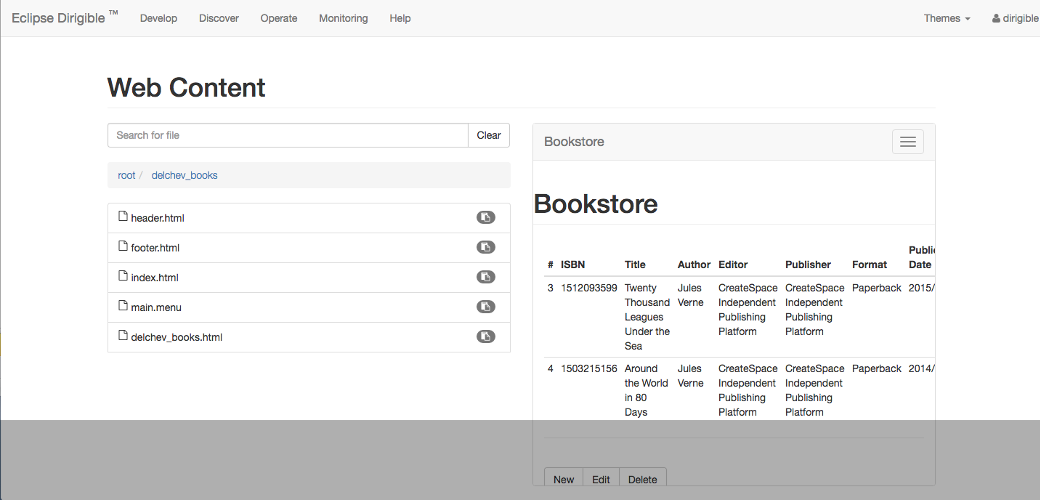 Eclipse Dirigible ™ Develop Discover Operate Monitoring Help Themes dirigible
Web Content
Search for file Clear
root / delchev_books
header.html
footer.html
index.html
main.menu
delchev_books.html
Bookstore
Bookstore
Public
# ISBN Title Author Editor Publisher Format Date
3 1512093599 Twenty Jules CreateSpace CreateSpace Paperback 2015/
Thousand Verne Independent Independent
Leagues Publishing Publishing
Under the Platform Platform
Sea
4 1503215156 Around Jules CreateSpace CreateSpace Paperback 2014/
the World Verne Independent Independent
in 80 Publishing Publishing
Days Platform Platform
New Edit Delete